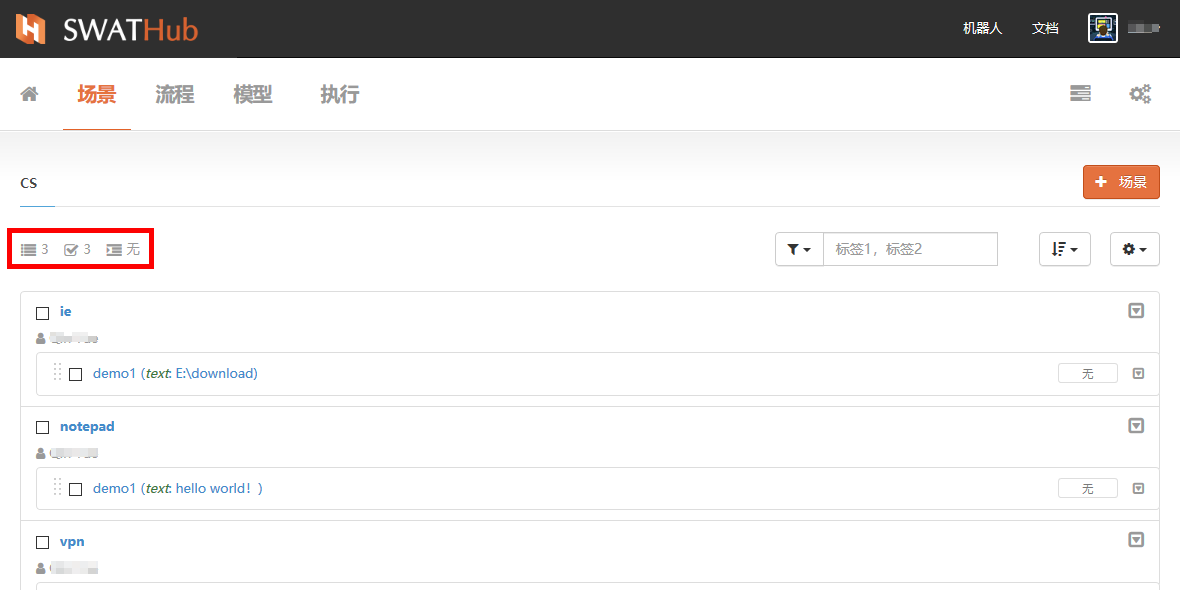 SWATHub 机器人 文档
场景 流程 模型 执行
CS
+ 场景
3 3 无 标签1，标签2
ie
demo1 (text: E:\download) 无
notepad
demo1 (text: hello world! ) 无
vpn